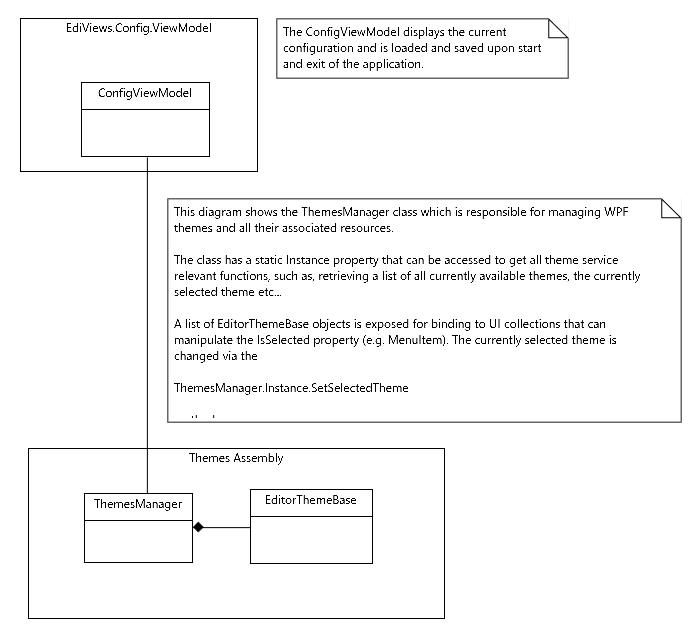 EdiViews.Config.ViewModel
ConfigViewModel
The ConfigViewModel displays the current
configuration and is loaded and saved upon start
and exit of the application.
This diagram shows the ThemesManager class which is responsible for managing WPF
themes and all their associated resources.
The class has a static Instance property that can be accessed to get all theme service
relevant functions, such as, retrieving a list of all currently available themes, the currently
selected theme etc...
A list of EditorThemeBase objects is exposed for binding to UI collections that can
manipulate the IsSelected property (e.g. MenuItem). The currently selected theme is
changed via the
ThemesManager.Instance.SetSelectedTheme
Themes Assembly
ThemesManager
EditorThemeBase